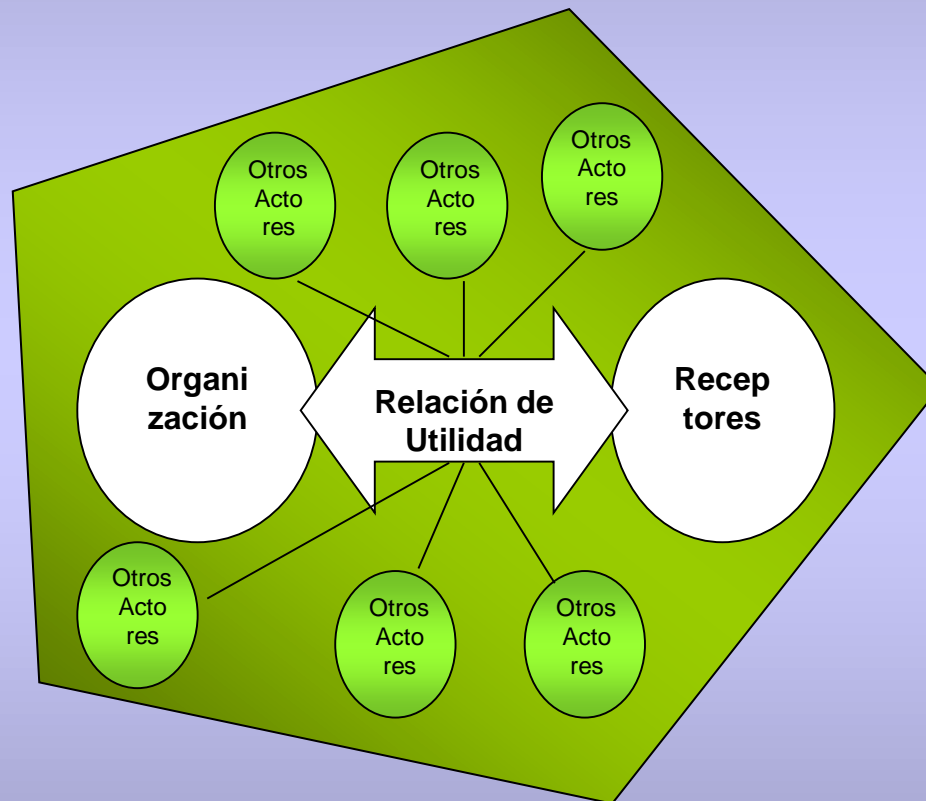 Otros
Acto
res
Otros
Acto
res
Otros
Acto
res
Organi
zación
Relación de
Utilidad
Recep
tores
Otros
Acto
res
Otros
Acto
res
Otros
Acto
res